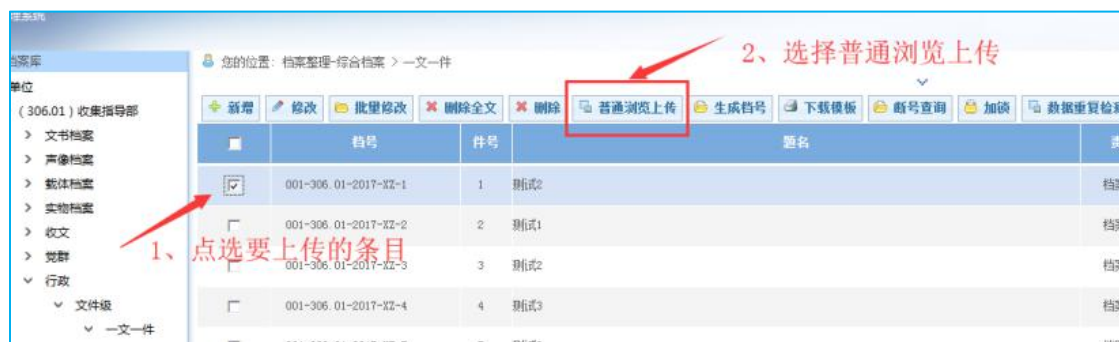 理系统
档案库
您的位置：档案整理-综合档案 > 一文一件
2、选择普通浏览上传
单位
(306.01) 收集指导部
新增 修改 批量修改 删除全文 删除 普通浏览上传 生成档号 下载模板 断号查询 加锁 数据重复检测
文书档案
声像档案
载体档案
实物档案
收文
党群
行政
文件级
一文一件
档号 件号 题名
001-306.01-2017-XZ-1 1 测试2
001-306.01-2017-XZ-2 2 测试1
1、点选要上传的条目
001-306.01-2017-XZ-3 3 测试2
001-306.01-2017-XZ-4 4 测试3